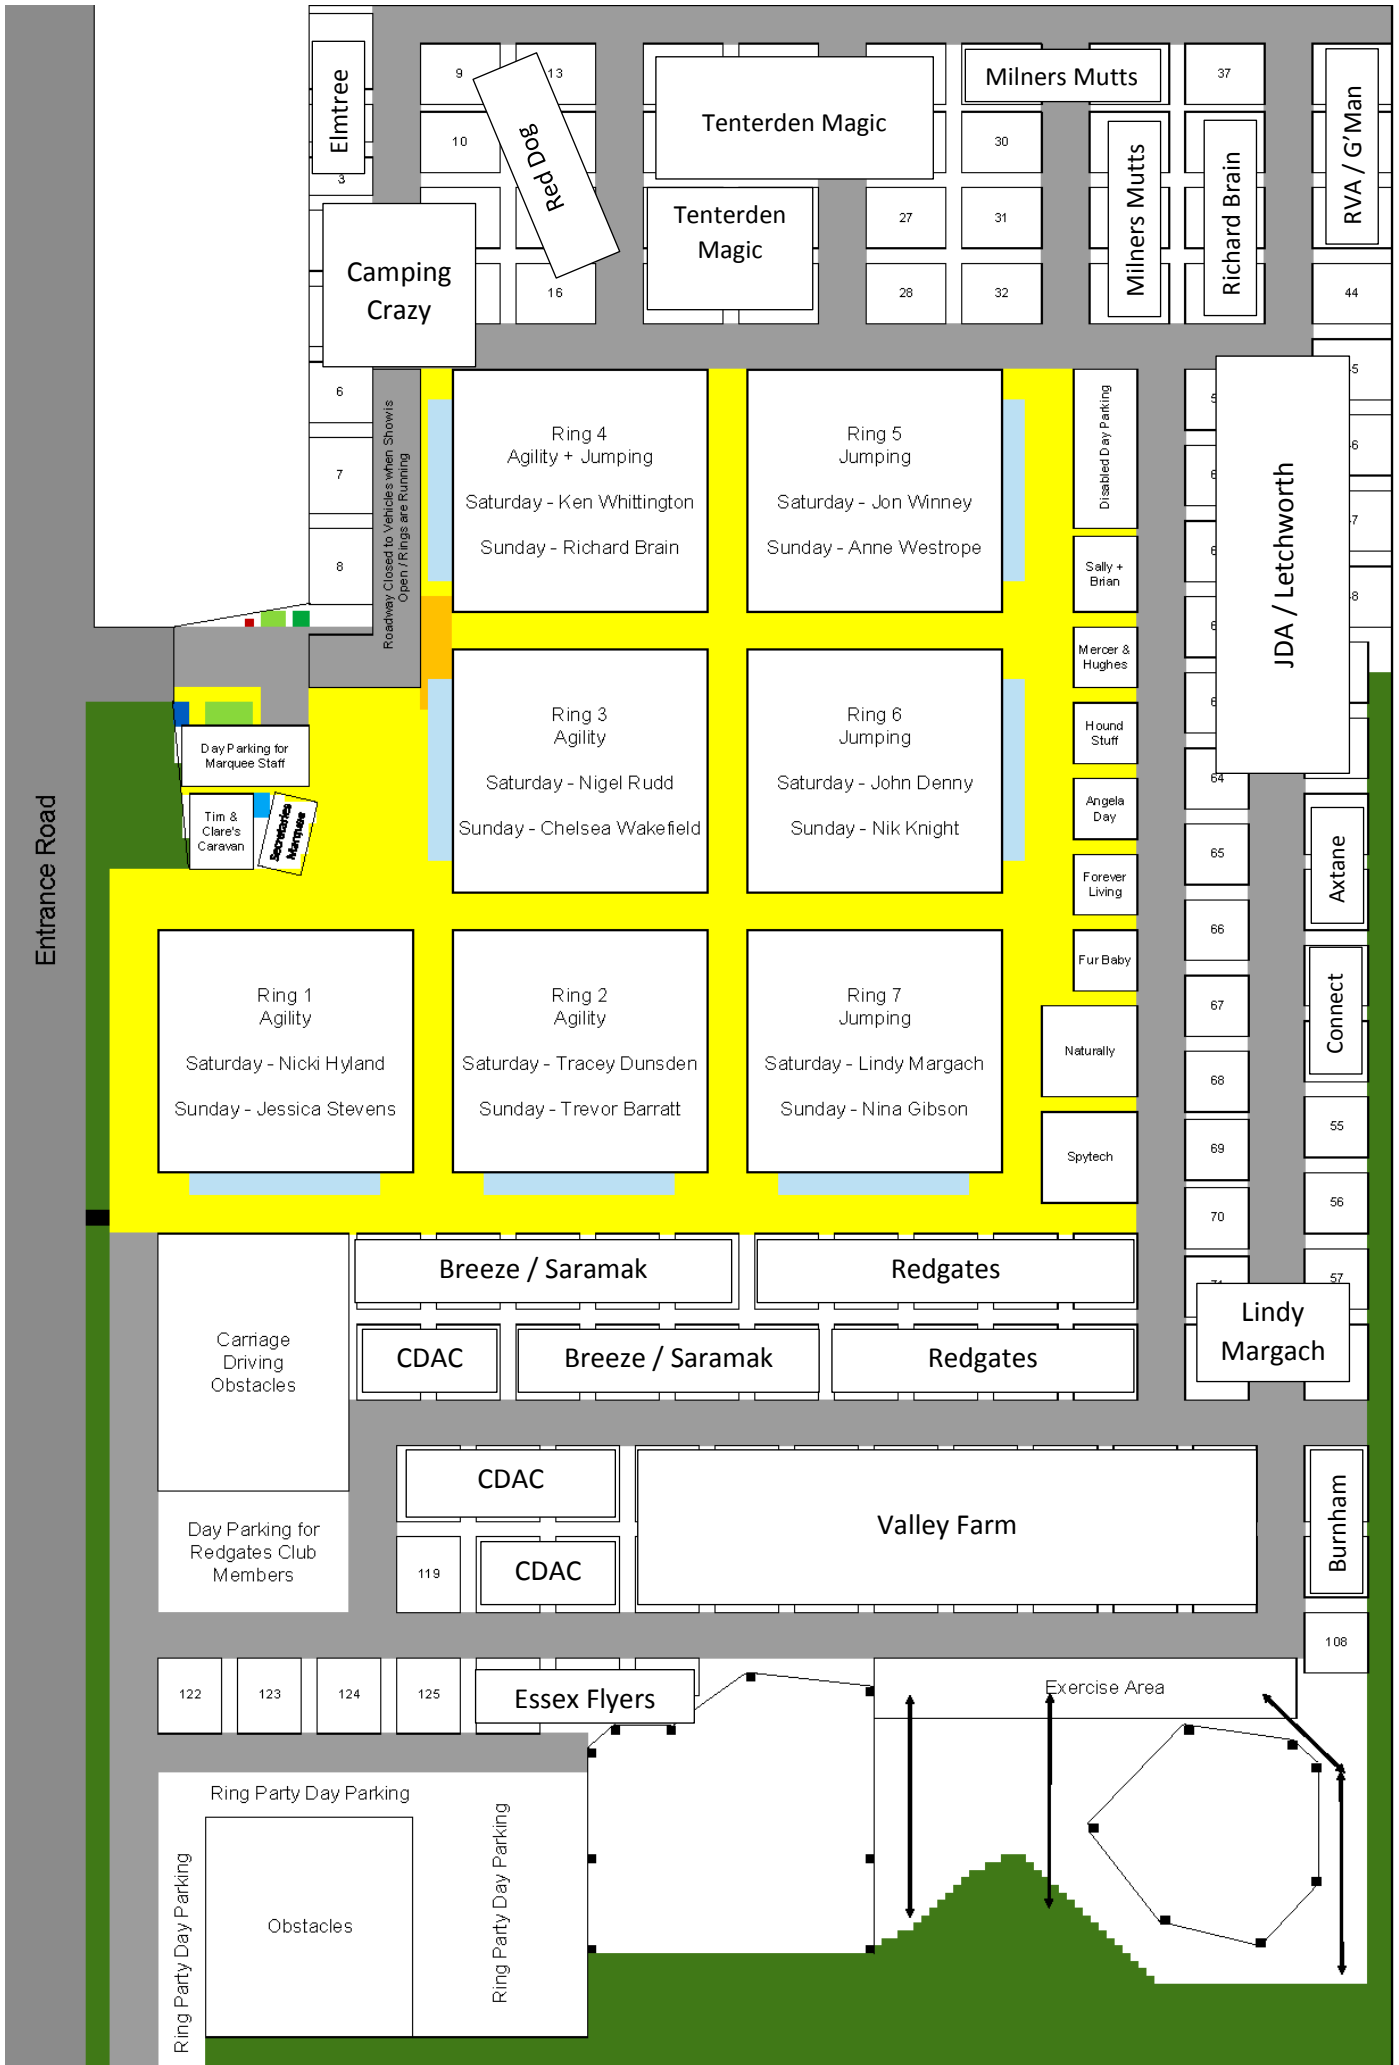 Elmtree
3
9
13
10
Red Dog
16
Tenterden Magic
Tenterden
Magic
Milners Mutts
30
27
31
28
32
Milners Mutts
37
Richard Brain
RVA / G'Man
44
Camping
Crazy
6
7
8
Roadway Closed to Vehicles when Show is
Open / Rings are Running
Ring 4
Agility + Jumping
Saturday - Ken Whittington
Sunday - Richard Brain
Ring 5
Jumping
Saturday - Jon Winney
Sunday - Anne Westrope
Disabled Day Parking
Sally +
Brian
Mercer &
Hughes
Hound
Stuff
Angela
Day
Forever
Living
Fur Baby
Naturally
Spytech
JDA / Letchworth
5
6
7
8
Ring 3
Agility
Saturday - Nigel Rudd
Sunday - Chelsea Wakefield
Ring 6
Jumping
Saturday - John Denny
Sunday - Nik Knight
Day Parking for
Marquee Staff
Tim &
Clare's
Caravan
Secretaries
Marquee
Entrance Road
Ring 1
Agility
Saturday - Nicki Hyland
Sunday - Jessica Stevens
Ring 2
Agility
Saturday - Tracey Dunsden
Sunday - Trevor Barratt
Ring 7
Jumping
Saturday - Lindy Margach
Sunday - Nina Gibson
64
65
66
67
68
69
70
71
Axtane
Connect
55
56
57
Lindy
Margach
Breeze / Saramak
Redgates
CDAC
Breeze / Saramak
Redgates
Carriage
Driving
Obstacles
Day Parking for
Redgates Club
Members
CDAC
119
CDAC
Valley Farm
Burnham
108
122
123
124
125
Essex Flyers
Exercise Area
Ring Party Day Parking
Ring Party Day Parking
Obstacles
Ring Party Day Parking